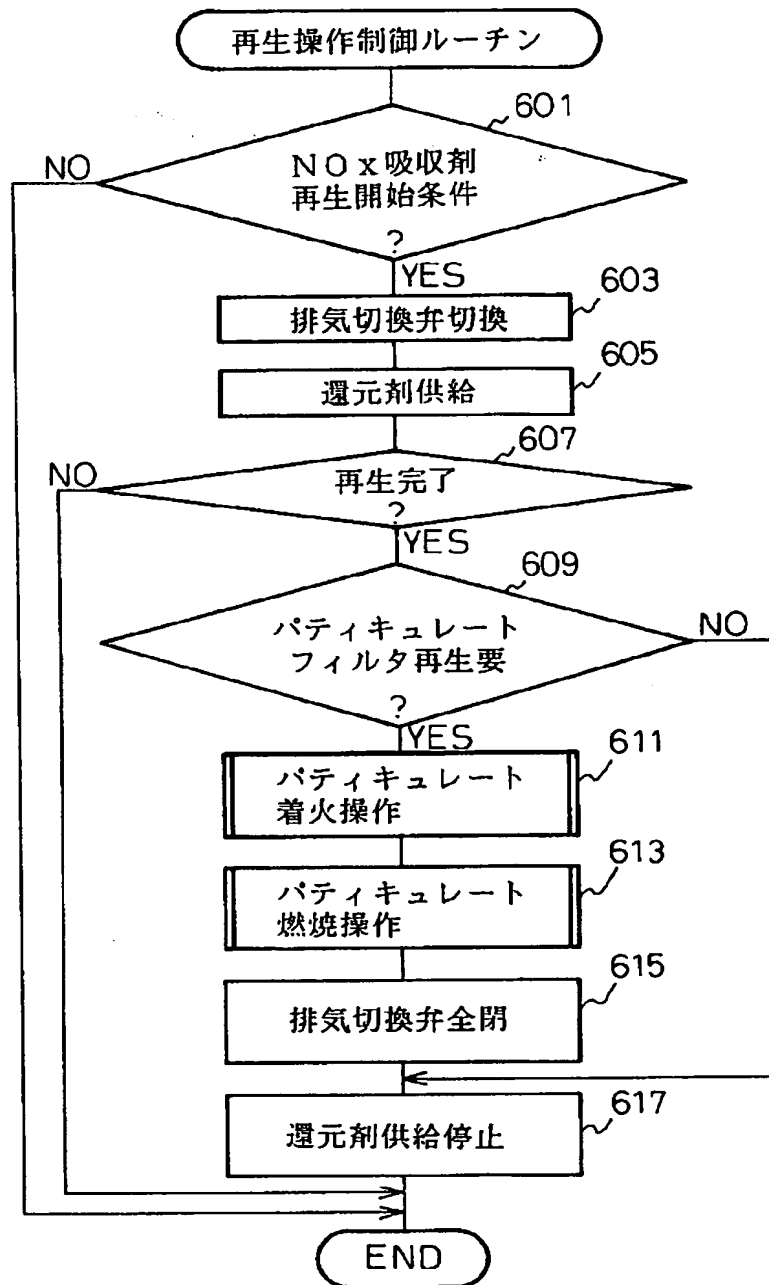 再生操作制御ルーチン
601
NO
NOx吸収剤
再生開始条件
?
YES
603
排気切換弁切換
605
還元剤供給
607
NO
再生完了
?
YES
609
パティキュレート
フィルタ再生要
NO
?
YES
611
パティキュレート
着火操作
613
パティキュレート
燃焼操作
615
排気切換弁全閉
617
還元剤供給停止
END